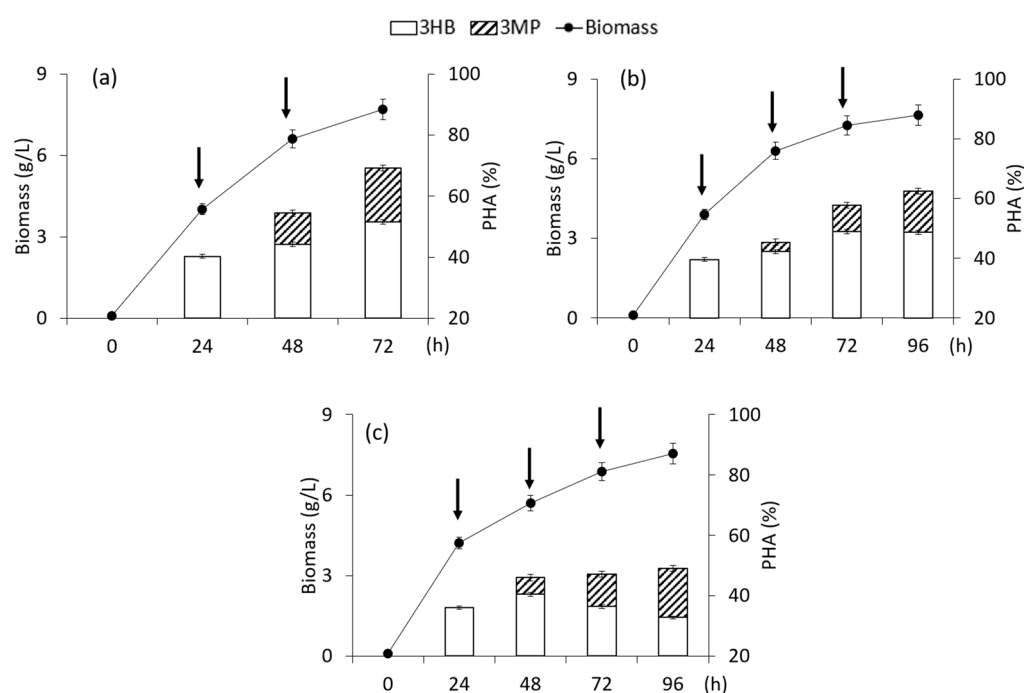 3HB 3MP Biomass
(a)
Biomass (g/L)
9
6
3
0
PHA (%)
100
80
60
40
20
0 24 48 72 (h)
(b)
Biomass (g/L)
9
6
3
0
PHA (%)
100
80
60
40
20
0 24 48 72 96 (h)
(c)
Biomass (g/L)
9
6
3
0
PHA (%)
100
80
60
40
20
0 24 48 72 96 (h)